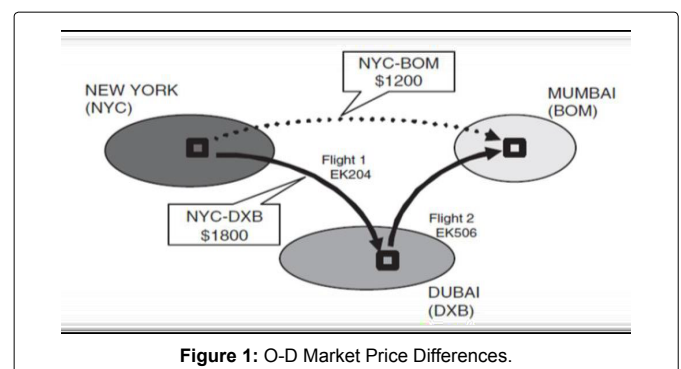 NYC-BOM
$1200
NEW YORK
(NYC)
MUMBAI
(BOM)
Flight 1
EK204
NYC-DXB
$1800
Flight 2
EK506
DUBAI
(DXB)
Figure 1: O-D Market Price Differences.